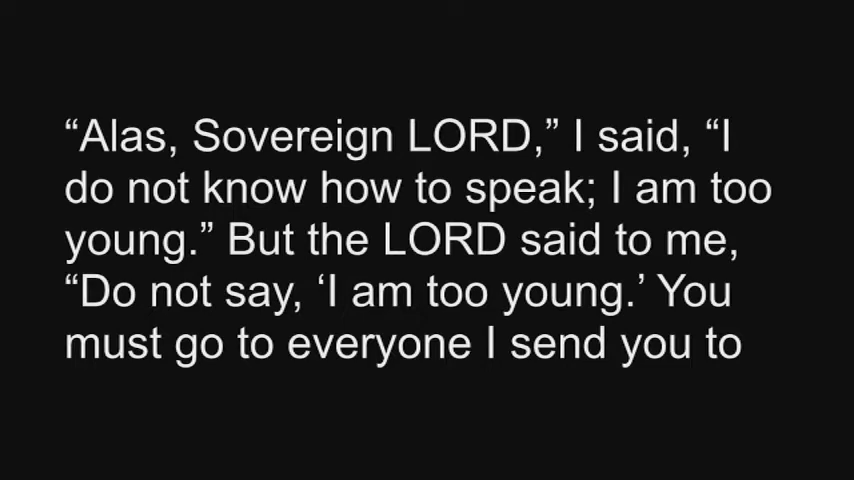 “Alas, Sovereign LORD,” I said, “I
do not know how to speak; I am too
young.” But the LORD said to me,
“Do not say, ‘I am too young.’ You
must go to everyone I send you to